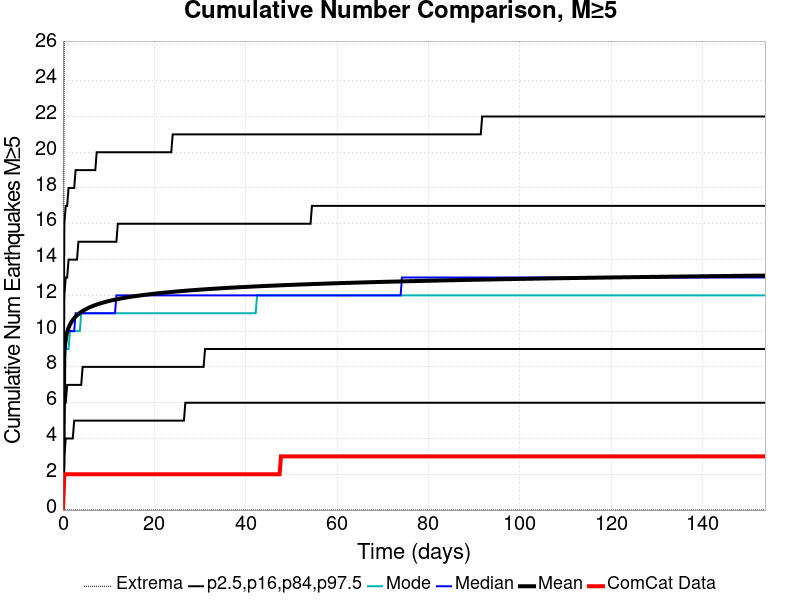 Cumulative Number Comparison, M≥5
Cumulative Num Earthquakes M≥5
26
24
22
20
18
16
14
12
10
8
6
4
2
0
0 20 40 60 80 100 120 140
Time (days)
Extrema p2.5,p16,p84,p97.5 Mode Median Mean ComCat Data